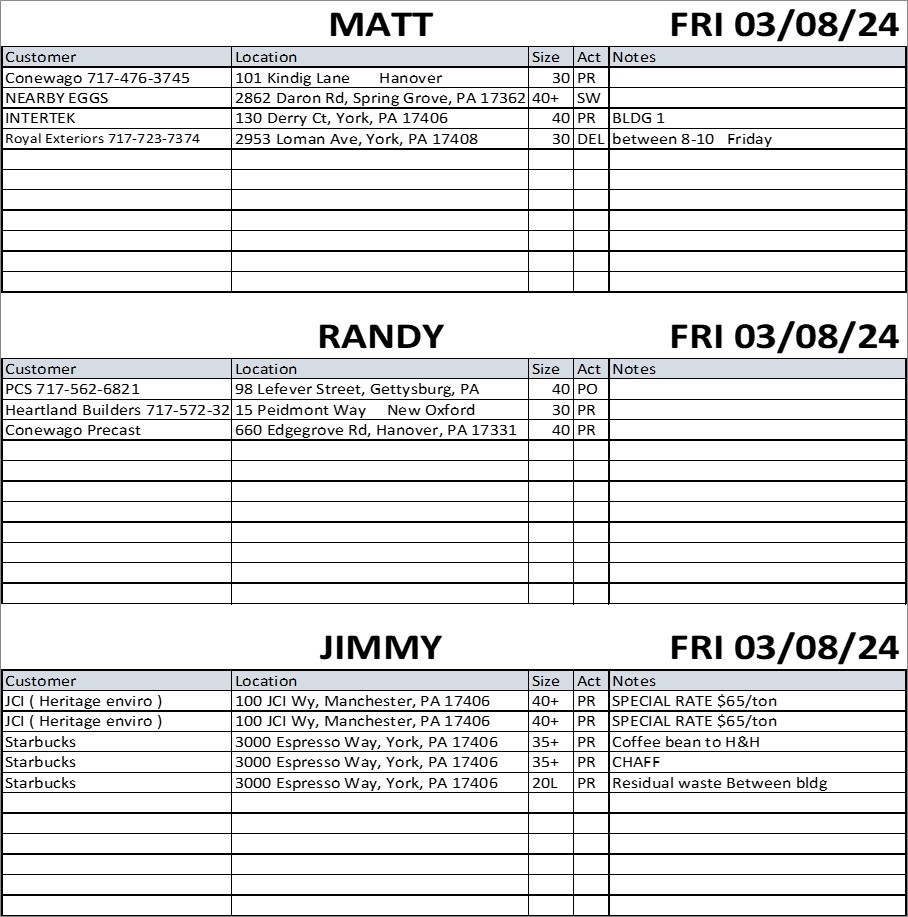 MATT FRI 03/08/24
Customer Location Size Act Notes
Conewago 717-476-3745 101 Kindig Lane Hanover 30 PR
NEARBY EGGS 2862 Daron Rd, Spring Grove, PA 17362 40+ SW
INTERTEK 130 Derry Ct, York, PA 17406 40 PR BLDG 1
Royal Exteriors 717-723-7374 2953 Loman Ave, York, PA 17408 30 DEL between 8-10 Friday
RANDY FRI 03/08/24
Customer Location Size Act Notes
PCS 717-562-6821 98 Lefever Street, Gettysburg, PA 40 PO
Heartland Builders 717-572-32 15 Peidmont Way New Oxford 30 PR
Conewago Precast 660 Edgegrove Rd, Hanover, PA 17331 40 PR
JIMMY FRI 03/08/24
Customer Location Size Act Notes
JCI ( Heritage enviro ) 100 JCI Wy, Manchester, PA 17406 40+ PR SPECIAL RATE $65/ton
JCI ( Heritage enviro ) 100 JCI Wy, Manchester, PA 17406 40+ PR SPECIAL RATE $65/ton
Starbucks 3000 Espresso Way, York, PA 17406 35+ PR Coffee bean to H&H
Starbucks 3000 Espresso Way, York, PA 17406 35+ PR CHAFF
Starbucks 3000 Espresso Way, York, PA 17406 20L PR Residual waste Between bldg